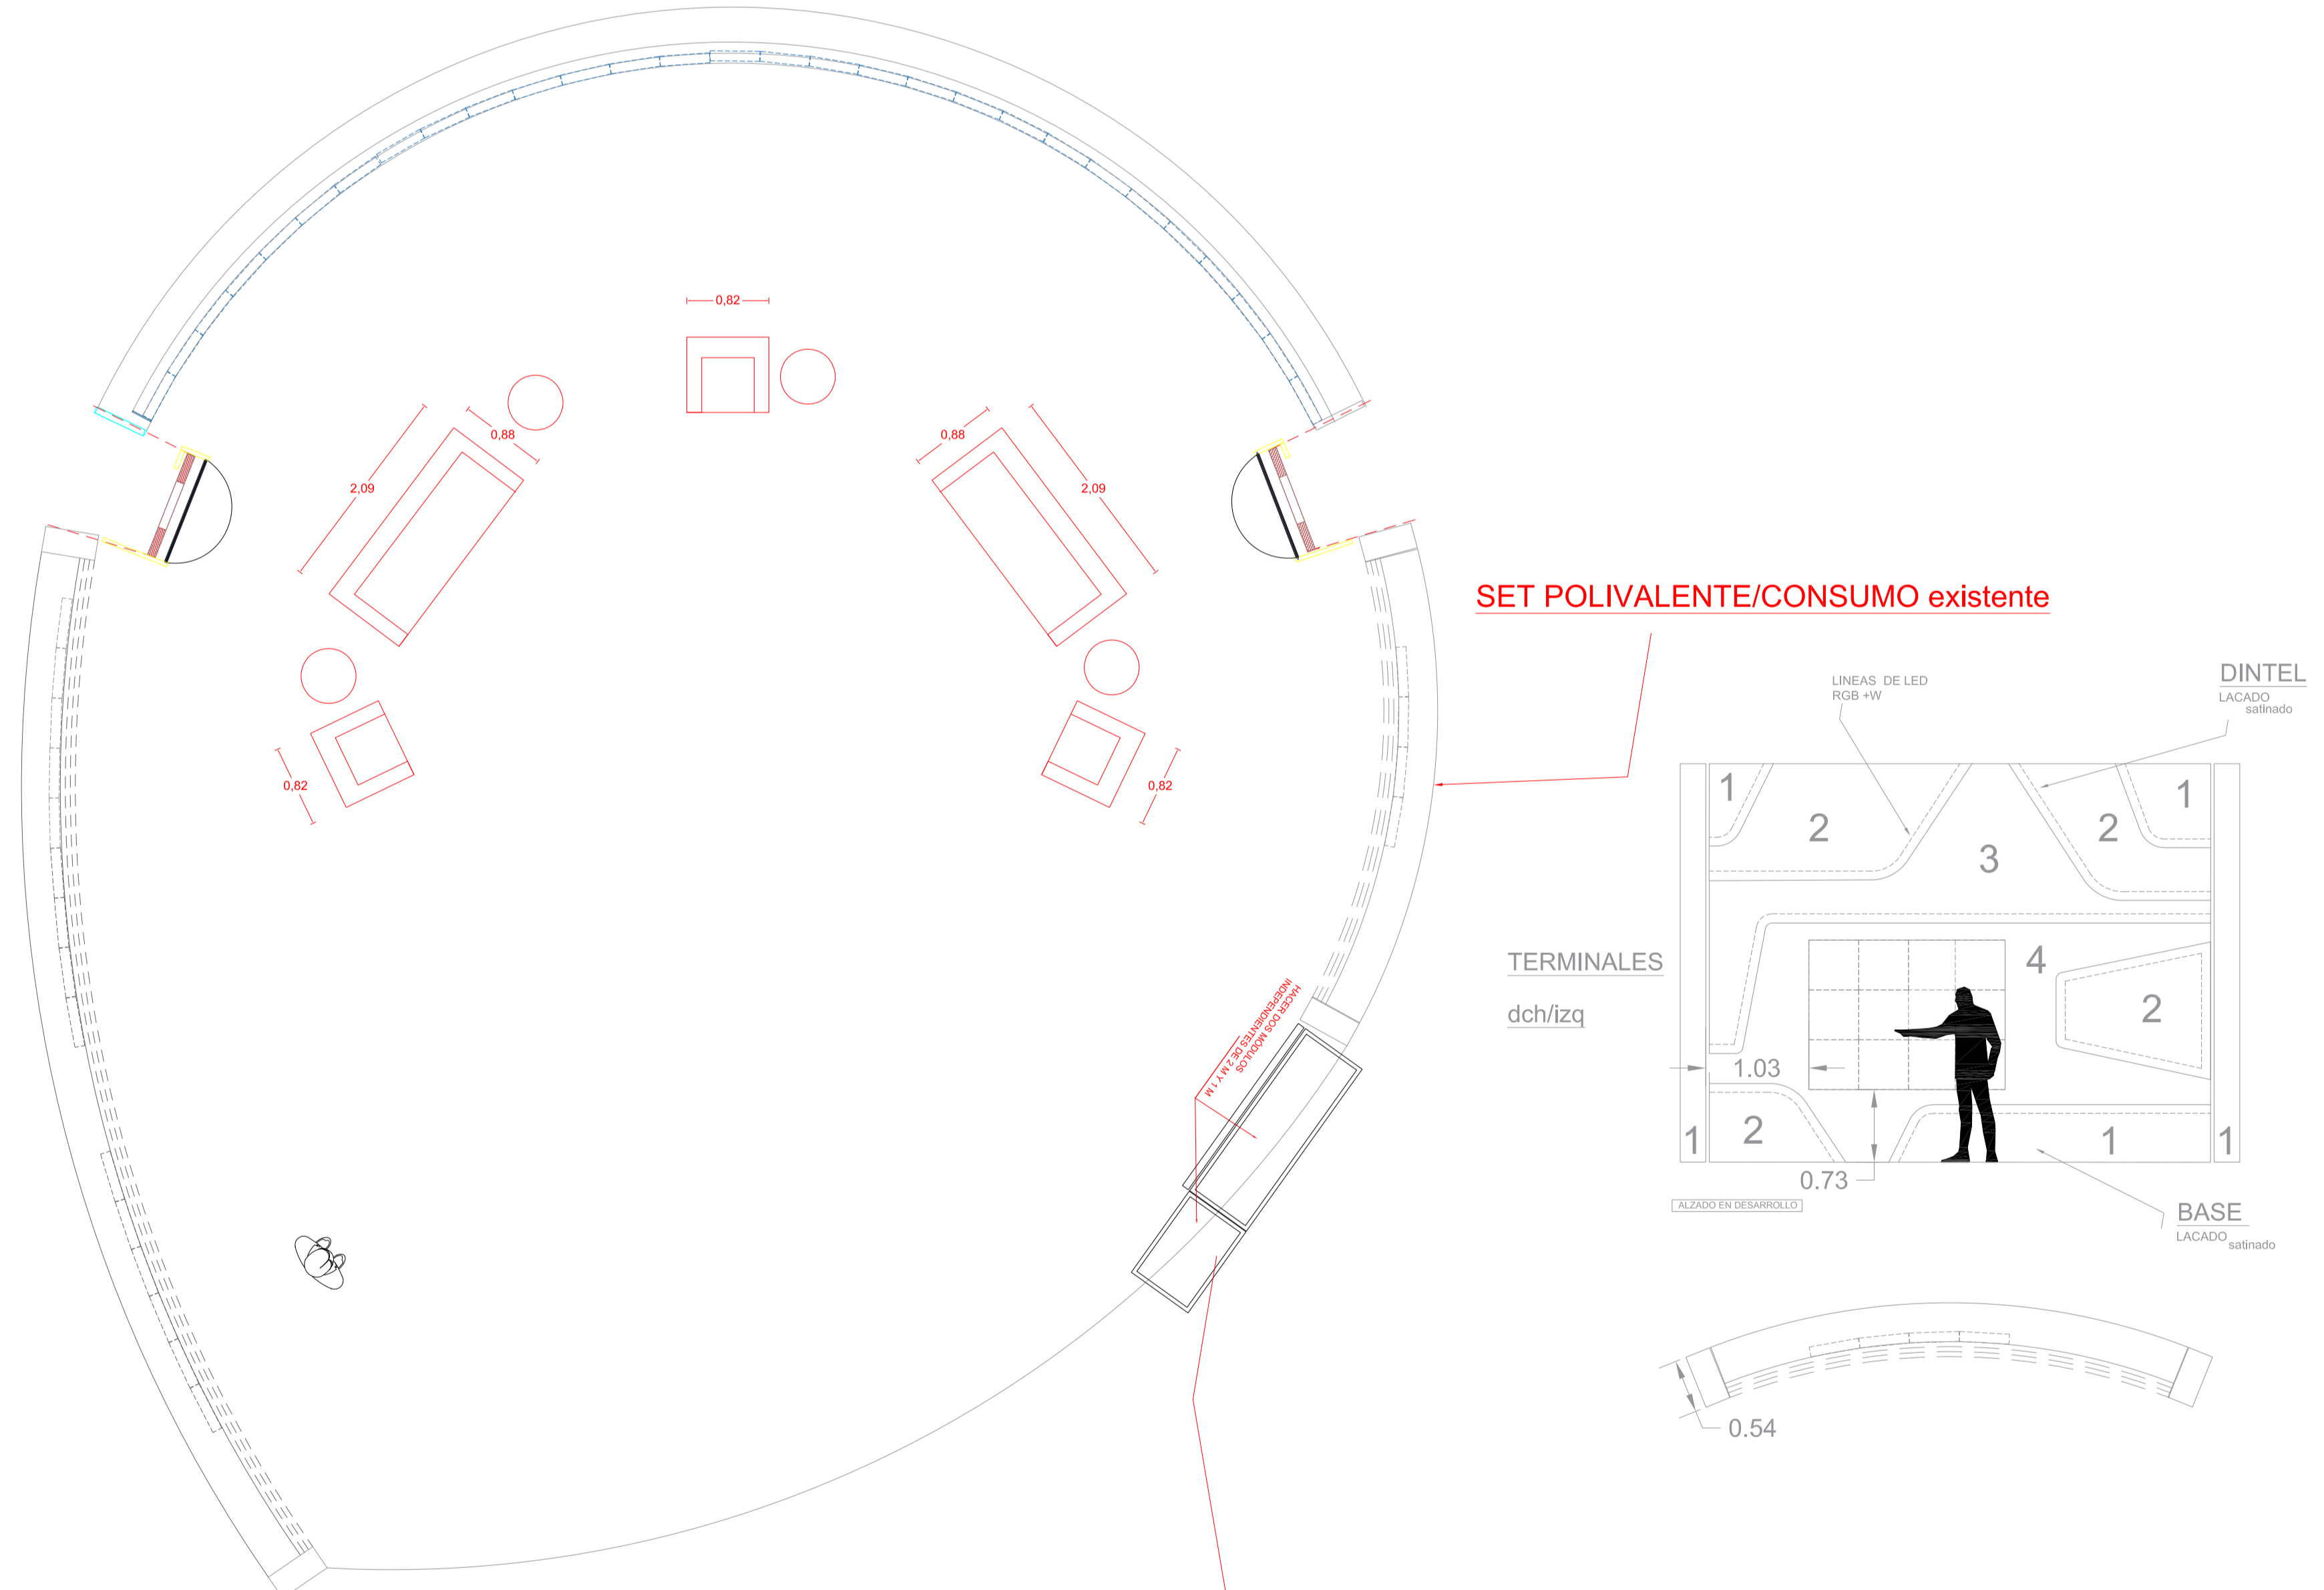 0,82
0,88
0,88
2,09
2,09
0,82
0,82
SET POLIVALENTE/CONSUMO existente
HACER DOS MÓDULOS
INDEPENDIENTES DE 2 M Y 1 M
LINEAS DE LED
RGB +W
DINTEL
LACADO
satinado
1
2
3
2
1
TERMINALES
dch/izq
4
2
1.03
1
2
1
1
0.73
ALZADO EN DESARROLLO
BASE
LACADO
satinado
0.54